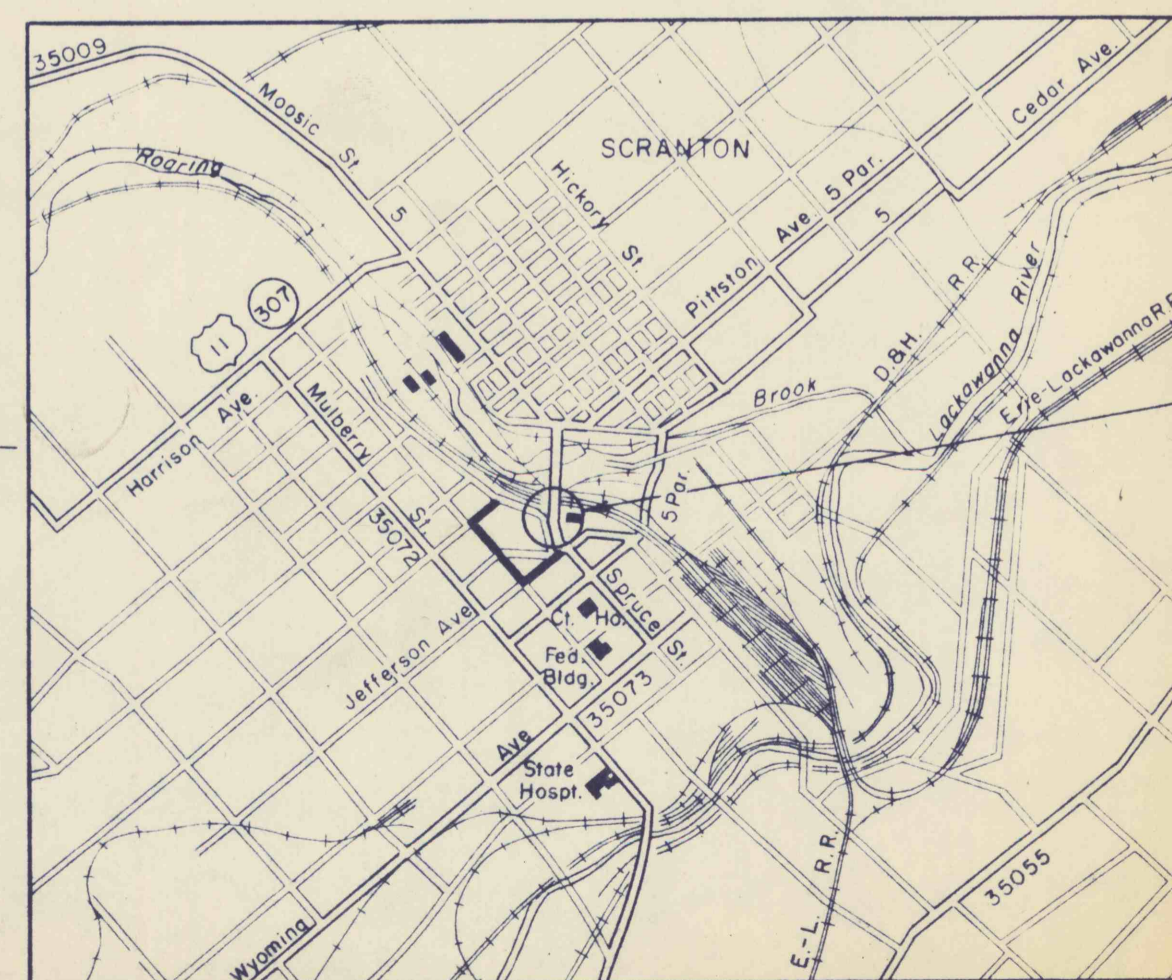 35009
Moosic St.
Roaring
5
SCRANTON
Hickory St.
Cedar Ave.
Pittston Ave 5 Par.
5
307
11
Harrison Ave.
Mulberry St.
35072
Brook
D.&H. R.R.
Lackawanna River
Erie-Lackawanna R.R.
5 Par.
Spruce St.
Ct. Ho.
Fed. Bldg.
Jefferson Ave
35073
State
Hospt.
Wyoming Ave
E.-L. R.R.
35055